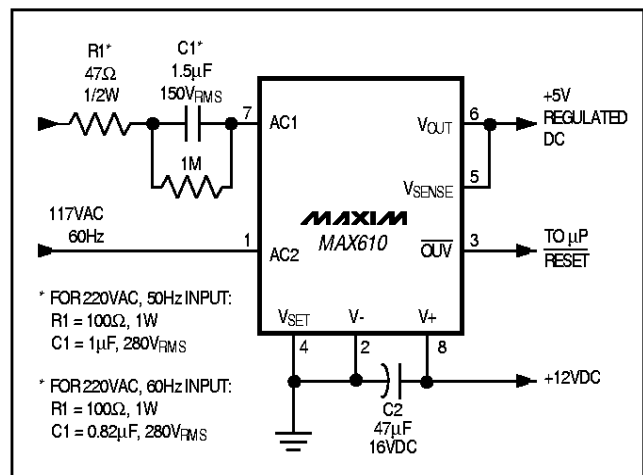 R1*
47Ω
1/2W
C1*
1.5µF
150VRMS
1M
7
AC1
VOUT
6
+5V
REGULATED
DC
VSENSE
5
117VAC
60Hz
1
AC2
MAXIM
MAX610
OUV
3
TO µP
RESET
* FOR 220VAC, 50Hz INPUT:
R1 = 100Ω, 1W
C1 = 1µF, 280VRMS
* FOR 220VAC, 60Hz INPUT:
R1 = 100Ω, 1W
C1 = 0.82µF, 280VRMS
VSET
V-
V+
4
2
8
C2
47µF
16VDC
+12VDC